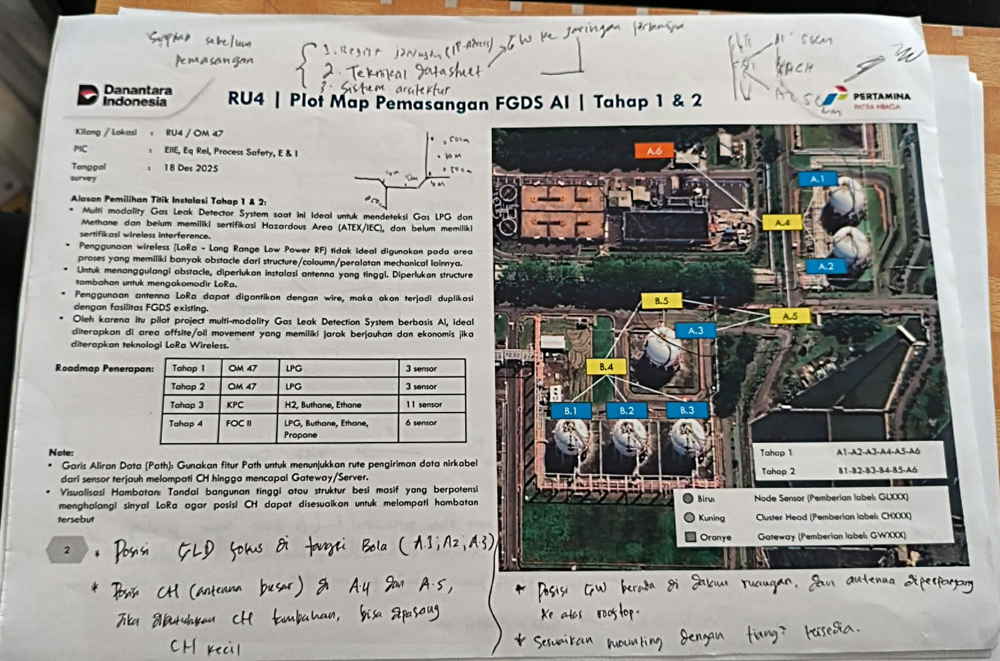 Siapkan sebelum
Pemasangan
1. Regist jaringan (IP-Adress)
GW ke jaringan pertamina
2. Teknikal datasheet
3. Sistem arsitektur
50cm
Danantara
Indonesia
RU4 | Plot Map Pemasangan FGDS AI | Tahap 1 & 2
PERTAMINA
PATRA NIAGA
Kilang / Lokasi : RU4 / OM 47
PIC : EIIE, Eq Rel, Process Safety, E & I
Tanggal survey : 18 Des 2025
50cm
10M
50cm
10M
10m
10M
50cm
Alasan Pemilihan Titik Instalasi Tahap 1 & 2:
• Multi modality Gas Leak Detector System saat ini ideal untuk mendeteksi Gas LPG dan
Methane dan belum memiliki sertifikasi Hazardous Area (ATEX/IEC), dan belum memiliki
sertifikasi wireless interference.
• Penggunaan wireless (LoRa - Long Range Low Power RF) tidak ideal digunakan pada area
proses yang memiliki banyak obstacle dari structure/coloumn/peralatan mechanical lainnya.
• Untuk menanggulangi obstacle, diperlukan instalasi antenna yang tinggi. Diperlukan structure
tambahan untuk mengakomodir LoRa.
• Penggunaan antenna LoRa dapat digantikan dengan wire, maka akan terjadi duplikasi
dengan fasilitas FGDS existing.
• Oleh karena itu pilot project multi-modality Gas Leak Detection System berbasis AI, ideal
diterapkan di area offsite/oil movement yang memiliki jarak berjauhan dan ekonomis jika
diterapkan teknologi LoRa Wireless.
Roadmap Penerapan:
Tahap 1 OM 47 LPG 3 sensor
Tahap 2 OM 47 LPG 3 sensor
Tahap 3 KPC H2, Buthane, Ethane 11 sensor
Tahap 4 FOC II LPG, Buthane, Ethane, Propane 6 sensor
Note:
• Garis Aliran Data (Path): Gunakan fitur Path untuk menunjukkan rute pengiriman data nirkabel
dari sensor terjauh melompati CH hingga mencapai Gateway/Server.
• Visualisasi Hambatan: Tandai bangunan tinggi atau struktur besi masif yang berpotensi
menghalangi sinyal LoRa agar posisi CH dapat disesuaikan untuk melompati hambatan
tersebut
A.6
A.1
A.4
A.2
B.5
A.5
A.3
B.4
B.1
B.2
B.3
Tahap 1 A1-A2-A3-A4-A5-A6
Tahap 2 B1-B2-B3-B4-B5-A6
Biru: Node Sensor (Pemberian label: GLXXX)
Kuning Cluster Head (Pemberian label: CHXXX)
Oranye Gateway (Pemberian label: GWXXX)
2
* Posisi GLD fokus di tangki Bola (A.3; A2; A.3)
* Posisi CH (antenna besar) di A.4 dan A.5,
Jika dibutuhkan CH tambahan, bisa dipasang
CH kecil
* Posisi GW berada di dalam ruangan, dan antenna diperpanjang
ke atas rooftop.
* Sesuaikan mounting dengan tiang² tersedia.